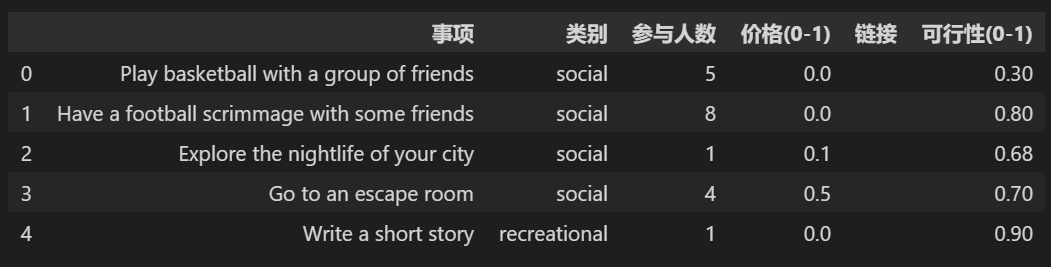 事项 类别 参与人数 价格(0-1) 链接 可行性(0-1)
0 Play basketball with a group of friends social 5 0.0 0.30
1 Have a football scrimmage with some friends social 8 0.0 0.80
2 Explore the nightlife of your city social 1 0.1 0.68
3 Go to an escape room social 4 0.5 0.70
4 Write a short story recreational 1 0.0 0.90